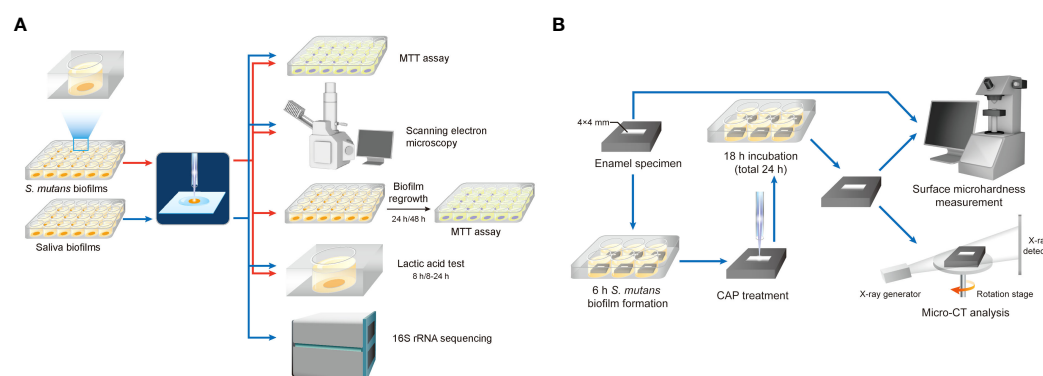 A
MTT assay
Scanning electron
microscopy
S. mutans biofilms
Saliva biofilms
Biofilm
regrowth
24 h/48 h
MTT assay
Lactic acid test
8 h/8-24 h
16S rRNA sequencing
B
4×4 mm
Enamel specimen
18 h incubation
(total 24 h)
Surface microhardness
measurement
6 h S. mutans
biofilm formation
CAP treatment
X-ra
detec
X-ray generator
Rotation stage
Micro-CT analysis